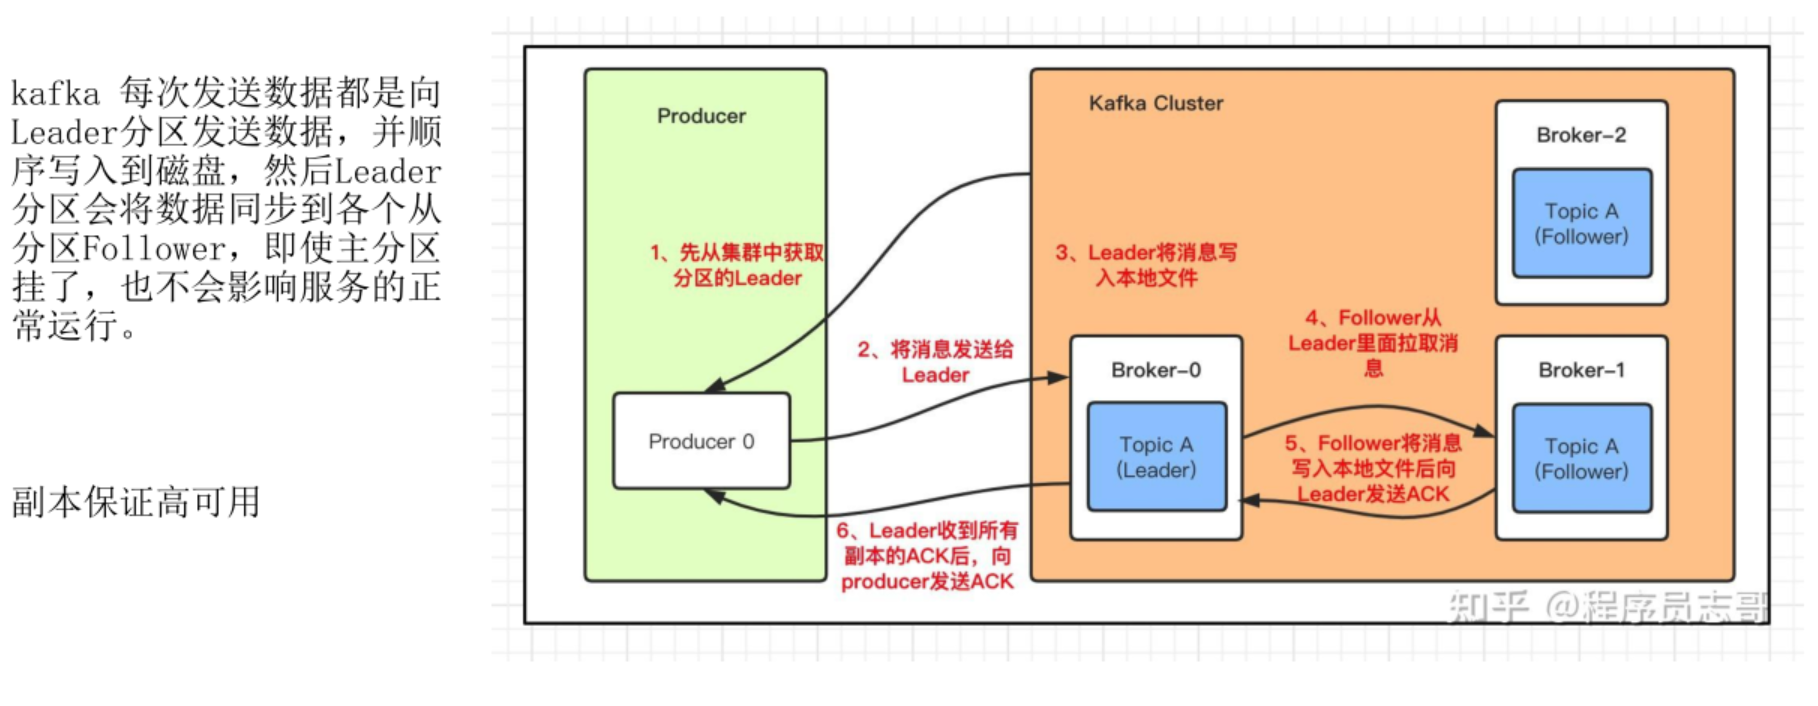 kafka 每次发送数据都是向
Leader分区发送数据，并顺
序写入到磁盘，然后Leader
分区会将数据同步到各个从
分区Follower，即使主分区
挂了，也不会影响服务的正
常运行。
副本保证高可用
Producer
1、先从集群中获取
分区的Leader
Producer 0
2、将消息发送给
Leader
6、Leader收到所有
副本的ACK后，向
producer发送ACK
Kafka Cluster
3、Leader将消息写
入本地文件
Broker-0
Topic A
(Leader)
4、Follower从
Leader里面拉取消
息
5、Follower将消息
写入本地文件后向
Leader发送ACK
Broker-2
Topic A
(Follower)
Broker-1
Topic A
(Follower)
知乎 @程序员志哥